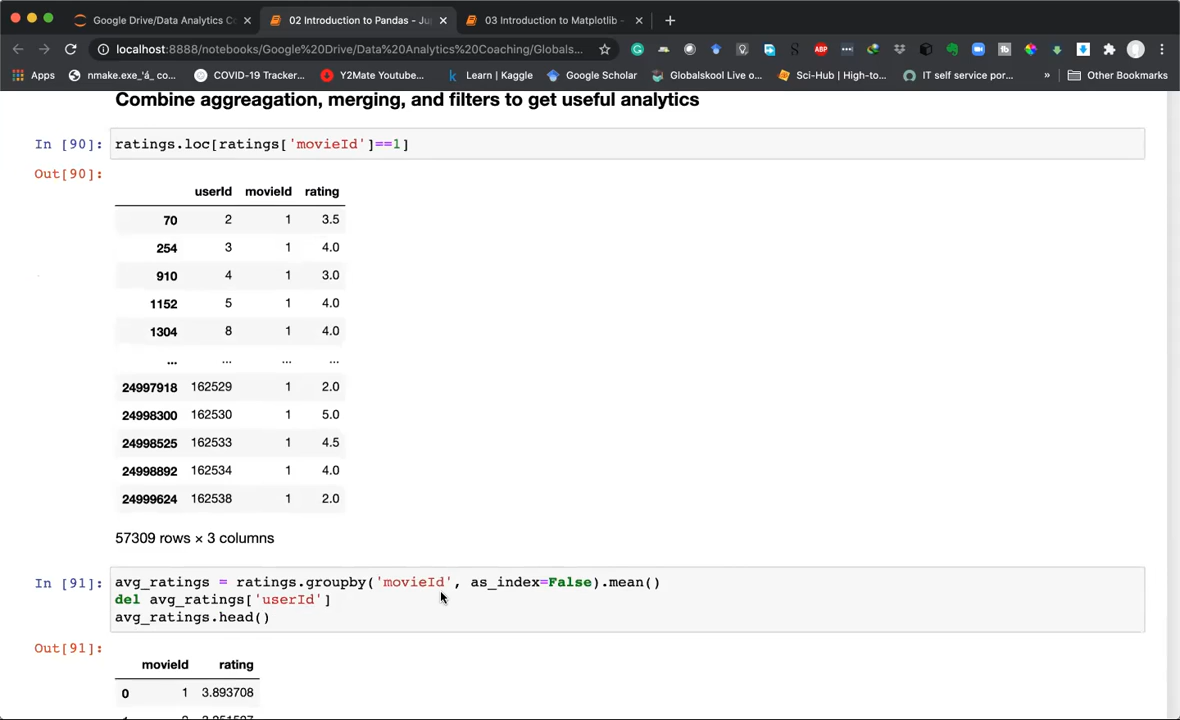 Google Drive/Data Analytics Co
02 Introduction to Pandas - Ju
03 Introduction to Matplotlib -
localhost:8888/notebooks/Google%20Drive/Data%20Analytics%20Coaching/Globals...
ABP
tb
Apps
nmake.exe_'á_co...
COVID-19 Tracker...
Y2Mate Youtube...
Learn | Kaggle
Google Scholar
Globalskool Live o...
Sci-Hub | High-to...
IT self service por...
»
Other Bookmarks
Combine aggreagation, merging, and filters to get useful analytics
In [90]: ratings.loc[ratings['movieId']==1]
Out[90]:
userId movieId rating
70 2 1 3.5
254 3 1 4.0
910 4 1 3.0
1152 5 1 4.0
1304 8 1 4.0
... ... ... ...
24997918 162529 1 2.0
24998300 162530 1 5.0
24998525 162533 1 4.5
24998892 162534 1 4.0
24999624 162538 1 2.0
57309 rows × 3 columns
In [91]: avg_ratings = ratings.groupby('movieId', as_index=False).mean()
del avg_ratings['userId']
avg_ratings.head()
Out[91]:
movieId rating
0 1 3.893708